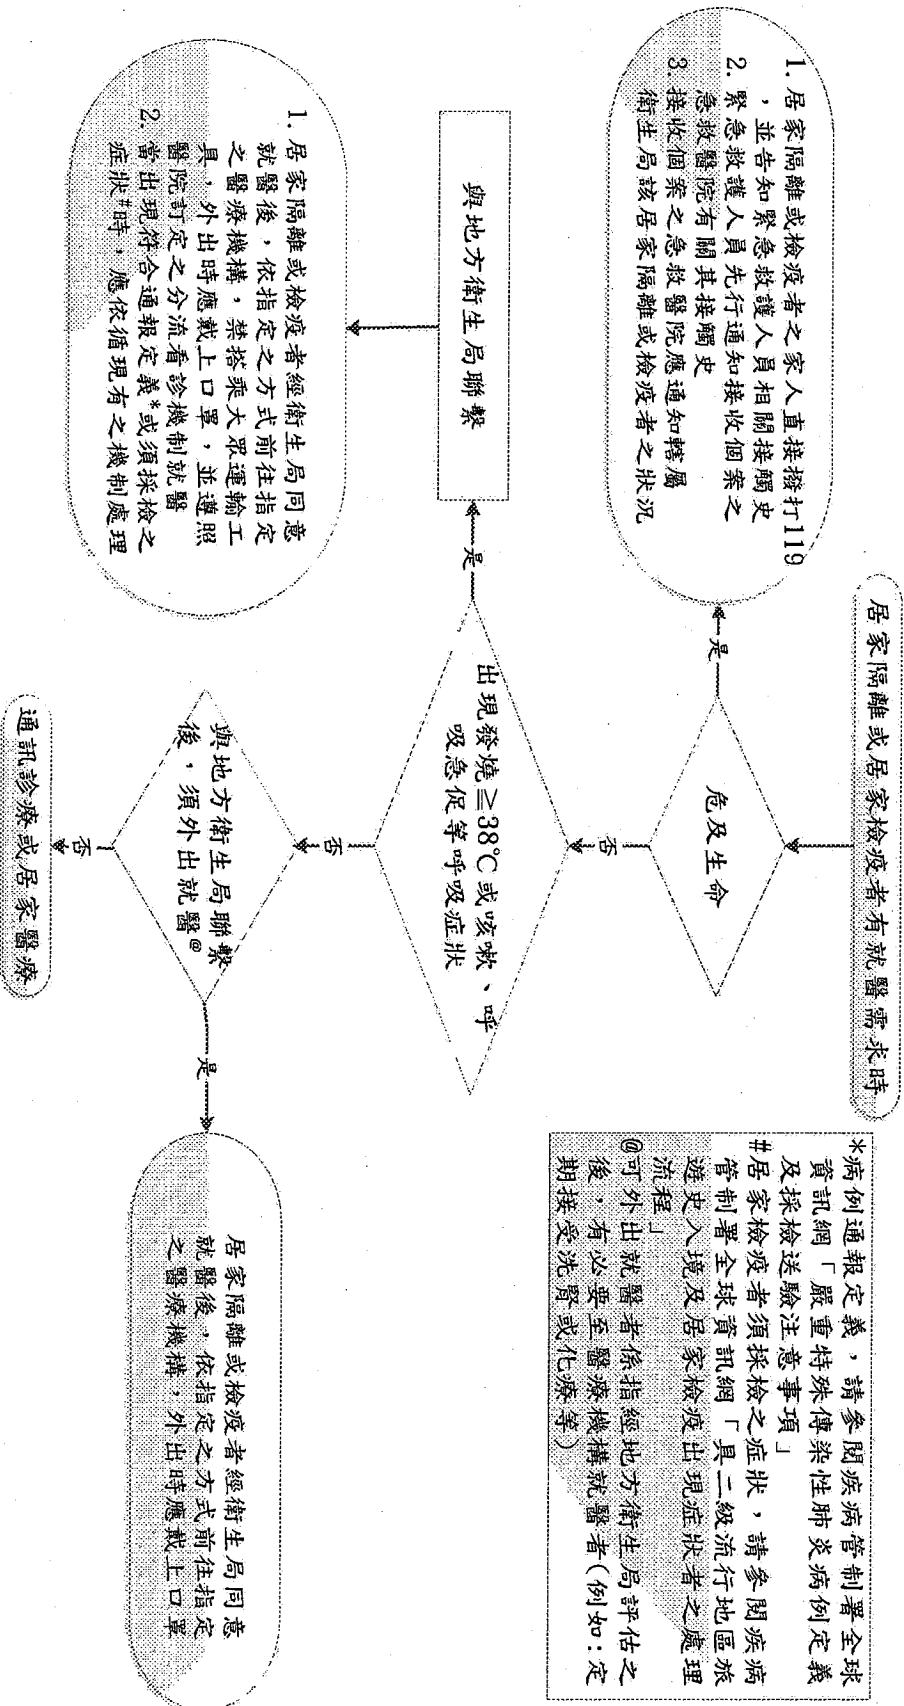 居家隔離或居家檢疫者有就醫需求時
危及生命
是
否
1. 居家隔離或檢疫者之家人直接撥打119
，並告知緊急救護人員相關接觸史
2. 緊急救護人員先行通知接收個案之
急救醫院有關其接觸史
3. 接收個案之急救醫院應通知轄屬
衛生局該居家隔離或檢疫者之狀況
出現發燒≧38℃或咳嗽、呼
吸急促等呼吸症狀
是
否
與地方衛生局聯繫
1. 居家隔離或檢疫者經衛生局同意
就醫後，依指定之方式前往指定
之醫療機構，禁搭乘大眾運輸工
具，外出時應戴上口罩，並遵照
醫院訂定之分流看診機制就醫
2. 當出現符合通報定義*或須採檢之
症狀#時，應依循現有之機制處理
與地方衛生局聯繫
後，須外出就醫@
是
否
居家隔離或檢疫者經衛生局同意
就醫後，依指定之方式前往指定
之醫療機構，外出時應戴上口罩
通訊診療或居家醫療
*病例通報定義，請參閱疾病管制署全球
資訊網「嚴重特殊傳染性肺炎病例定義
及採檢送驗注意事項」
#居家檢疫者須採檢之症狀，請參閱疾病
管制署全球資訊網「具二級流行地區旅
遊史入境及居家檢疫出現症狀者之處理
流程」
@可外出就醫者係指經地方衛生局評估之
後，有必要至醫療機構就醫者(例如:定
期接受洗腎或化療等)